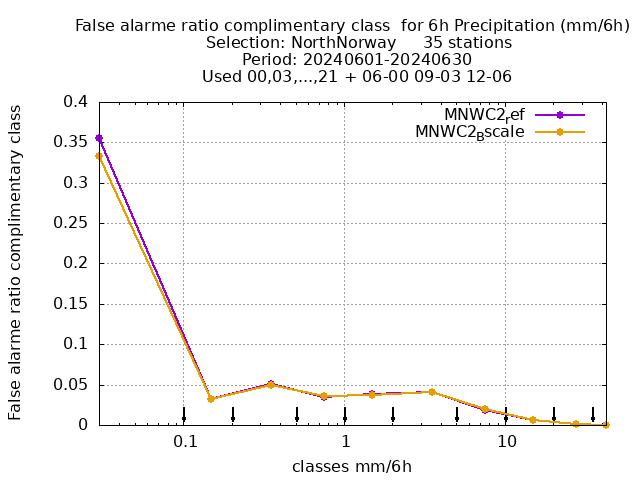 False alarme ratio complimentary class  for 6h Precipitation (mm/6h)
Selection: NorthNorway     35 stations
Period: 20240601-20240630
Used 00,03,...,21 + 06-00 09-03 12-06
False alarme ratio complimentary class
0.4
0.35
0.3
0.25
0.2
0.15
0.1
0.05
0
MNWC2ref
MNWC2Bscale
0.1
1
10
classes mm/6h